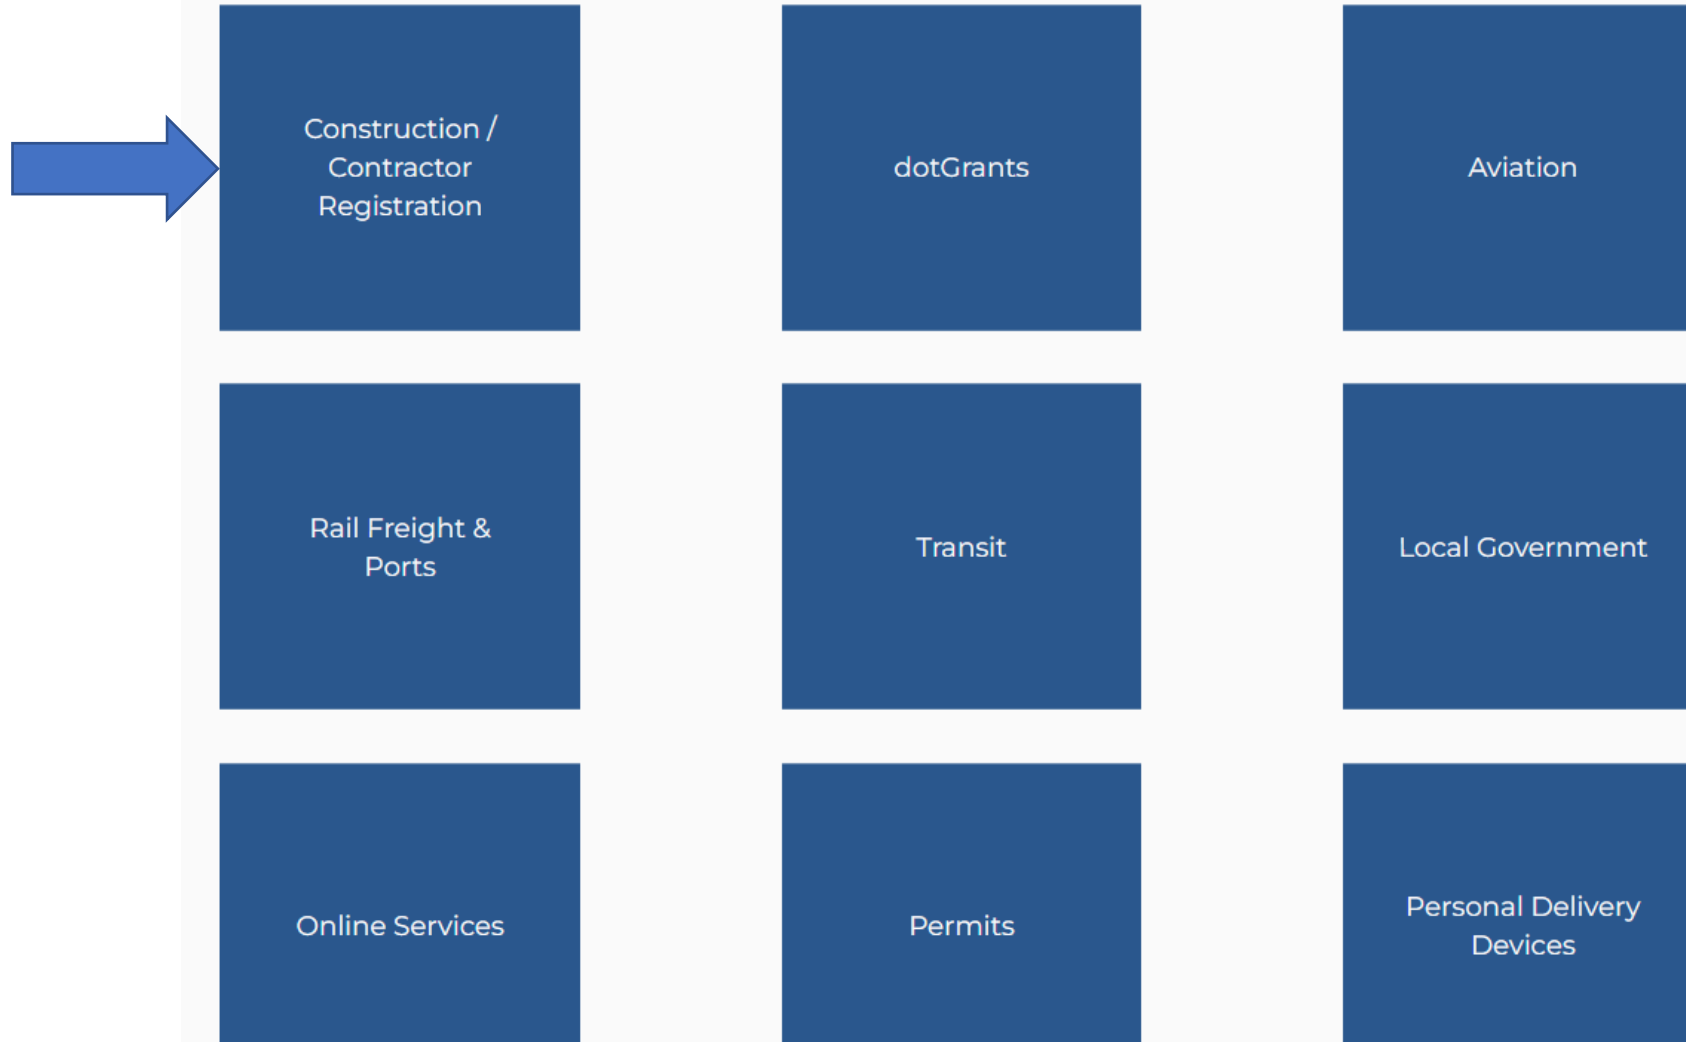 Construction /
Contractor
Registration
dotGrants
Aviation
Rail Freight &
Ports
Transit
Local Government
Online Services
Permits
Personal Delivery
Devices